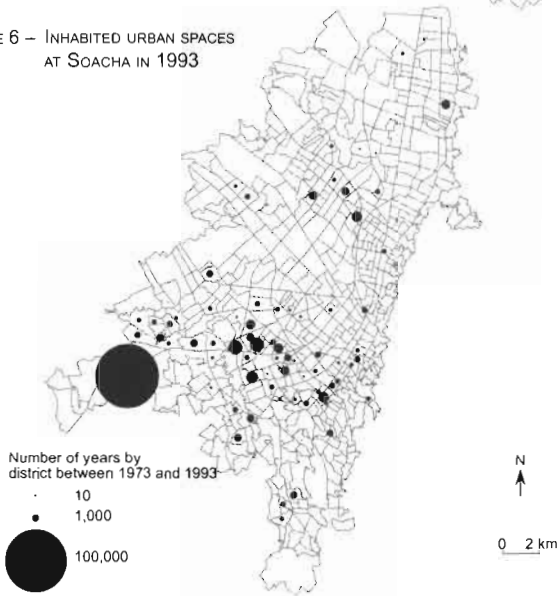 E 6 – INHABITED URBAN SPACES
AT SOACHA IN 1993
Number of years by
district between 1973 and 1993
10
1,000
100,000
N
0 2 km